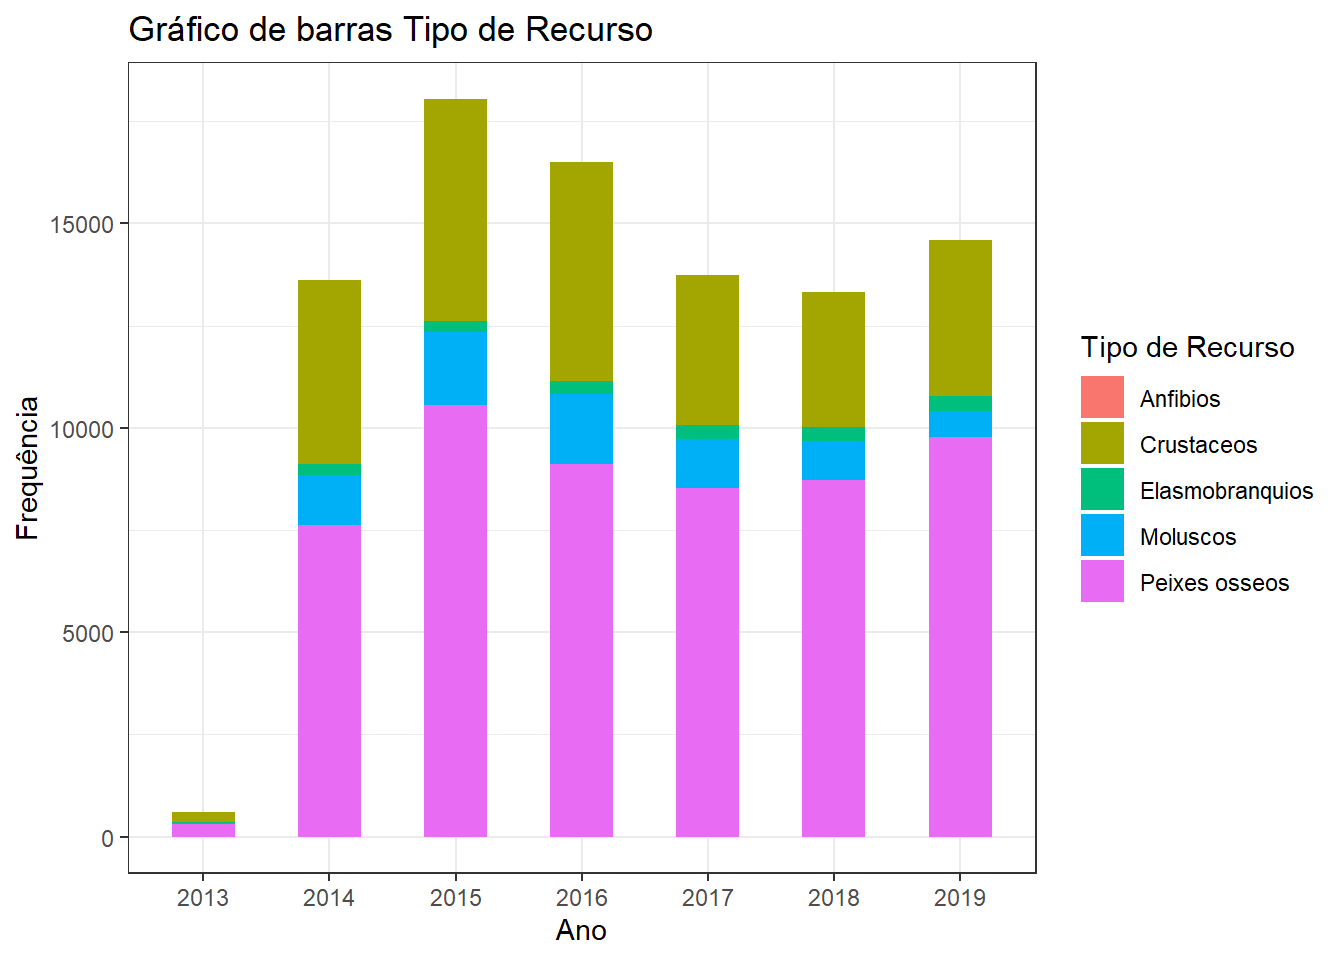 Gráfico de barras Tipo de Recurso
Frequência
15000
10000
5000
0
2013 2014 2015 2016 2017 2018 2019
Ano
Tipo de Recurso
Anfibios
Crustaceos
Elasmobranquios
Moluscos
Peixes osseos